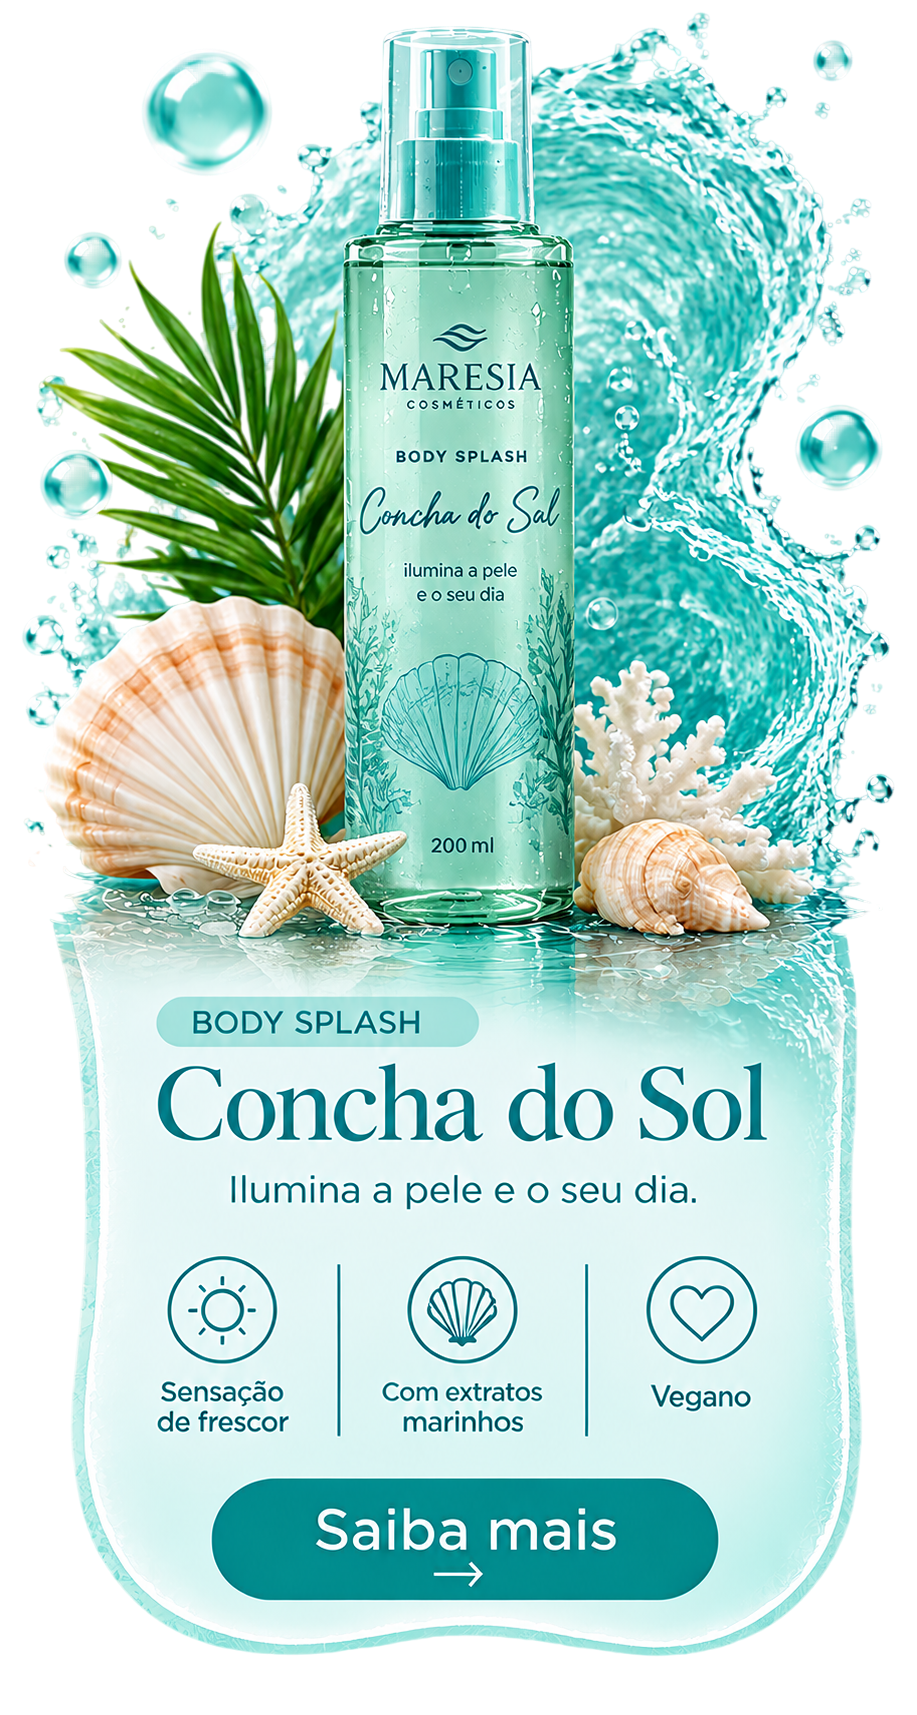 MARESIA
COSMÉTICOS
BODY SPLASH
Concha do Sal
ilumina a pele
e o seu dia
200 ml
BODY SPLASH
Concha do Sol
Ilumina a pele e o seu dia.
Sensação
de frescor
Com extratos
marinhos
Vegano
Saiba mais